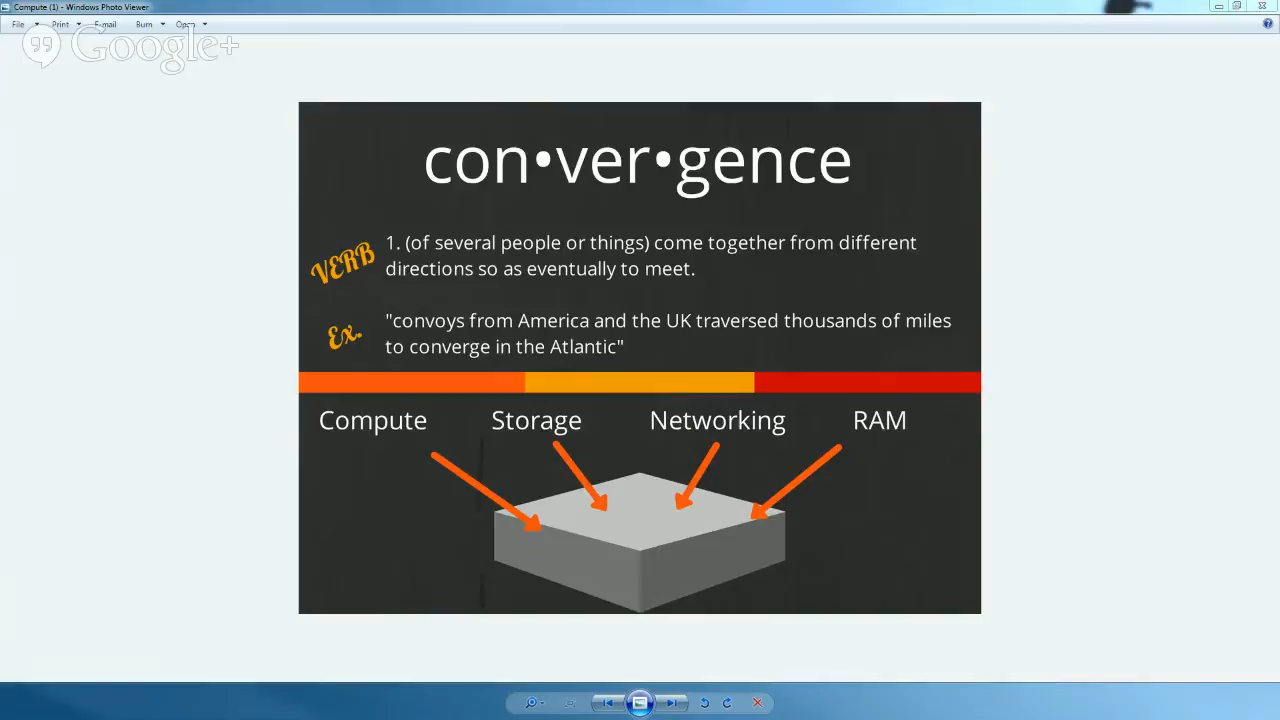 Compute (1) - Windows Photo Viewer
File Print E-mail Burn Open
Google+
con•ver•gence
VERB
1. (of several people or things) come together from different
directions so as eventually to meet.
Ex.
"convoys from America and the UK traversed thousands of miles
to converge in the Atlantic"
Compute Storage Networking RAM